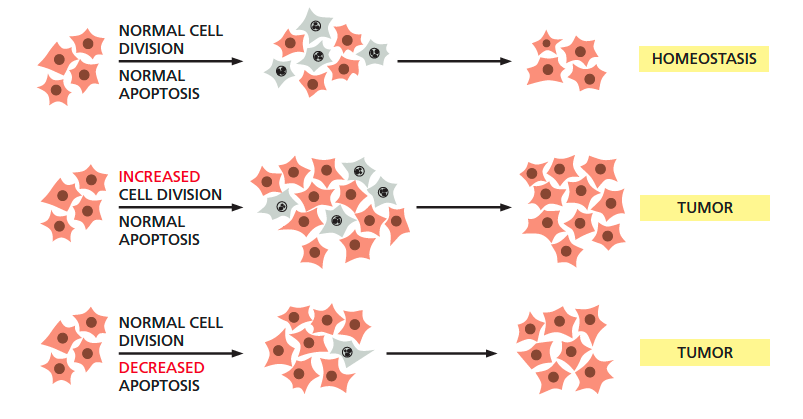 NORMAL CELL
DIVISION
NORMAL
APOPTOSIS
HOMEOSTASIS
INCREASED
CELL DIVISION
NORMAL
APOPTOSIS
TUMOR
NORMAL CELL
DIVISION
DECREASED
APOPTOSIS
TUMOR